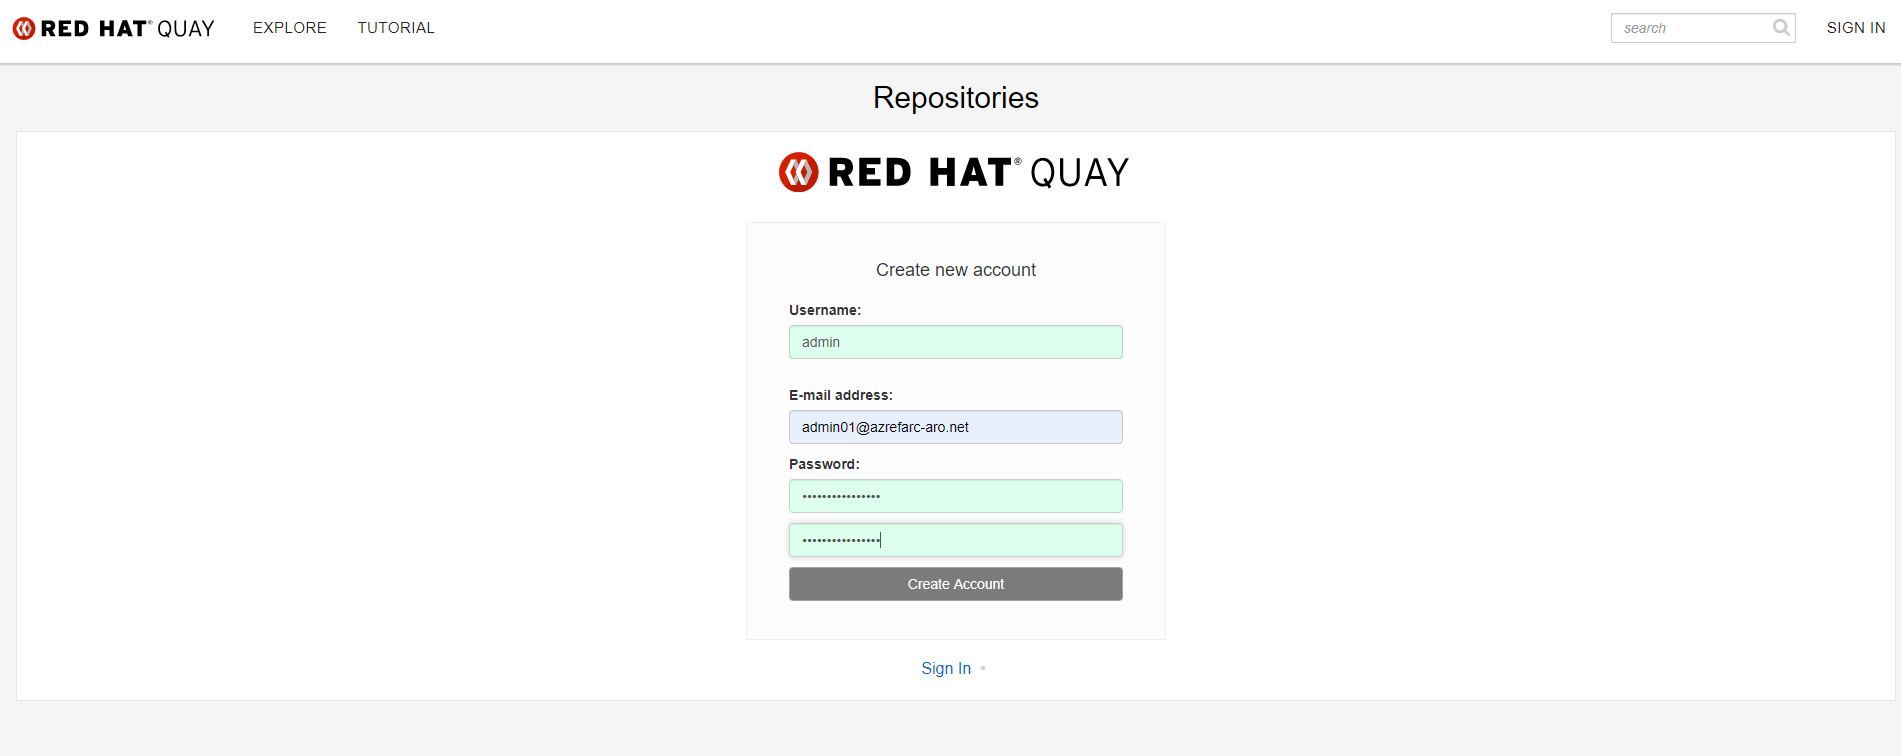 RED HAT® QUAY EXPLORE TUTORIAL search SIGN IN
Repositories
RED HAT® QUAY
Create new account
Username:
admin
E-mail address:
admin01@azrefarc-aro.net
Password:
••••••••••••••••
••••••••••••••••
Create Account
Sign In •